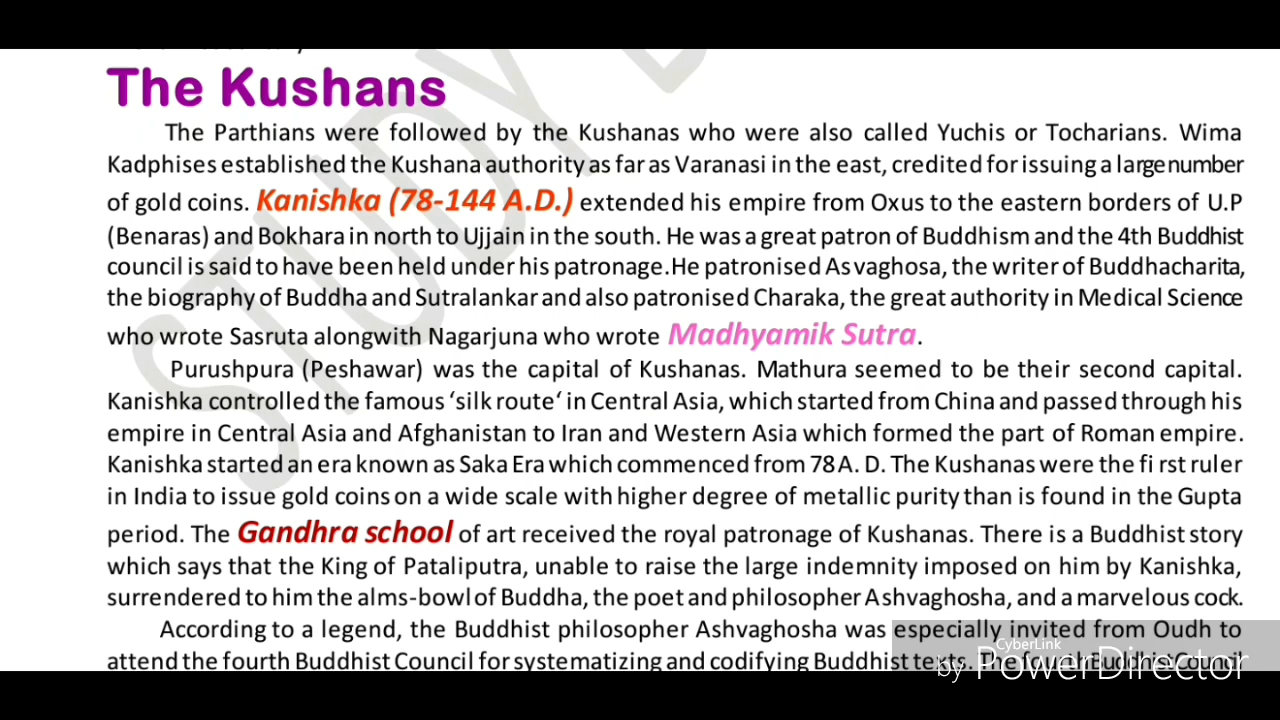 The Kushans
The Parthians were followed by the Kushanas who were also called Yuchis or Tocharians. Wima
Kadphises established the Kushana authority as far as Varanasi in the east, credited for issuing a large number
of gold coins. Kanishka (78-144 A.D.) extended his empire from Oxus to the eastern borders of U.P
(Benaras) and Bokhara in north to Ujjain in the south. He was a great patron of Buddhism and the 4th Buddhist
council is said to have been held under his patronage.He patronised Asvaghosa, the writer of Buddhacharita,
the biography of Buddha and Sutralankar and also patronised Charaka, the great authority in Medical Science
who wrote Sasruta alongwith Nagarjuna who wrote Madhyamik Sutra.
Purushpura (Peshawar) was the capital of Kushanas. Mathura seemed to be their second capital.
Kanishka controlled the famous ‘silk route‘ in Central Asia, which started from China and passed through his
empire in Central Asia and Afghanistan to Iran and Western Asia which formed the part of Roman empire.
Kanishka started an era known as Saka Era which commenced from 78 A. D. The Kushanas were the fi rst ruler
in India to issue gold coins on a wide scale with higher degree of metallic purity than is found in the Gupta
period. The Gandhra school of art received the royal patronage of Kushanas. There is a Buddhist story
which says that the King of Pataliputra, unable to raise the large indemnity imposed on him by Kanishka,
surrendered to him the alms-bowl of Buddha, the poet and philosopher Ashvaghosha, and a marvelous cock.
According to a legend, the Buddhist philosopher Ashvaghosha was especially invited from Oudh to
attend the fourth Buddhist Council for systematizing and codifying Buddhist texts. The fourth Buddhist Council
STUDY
CyberLink
by PowerDirector